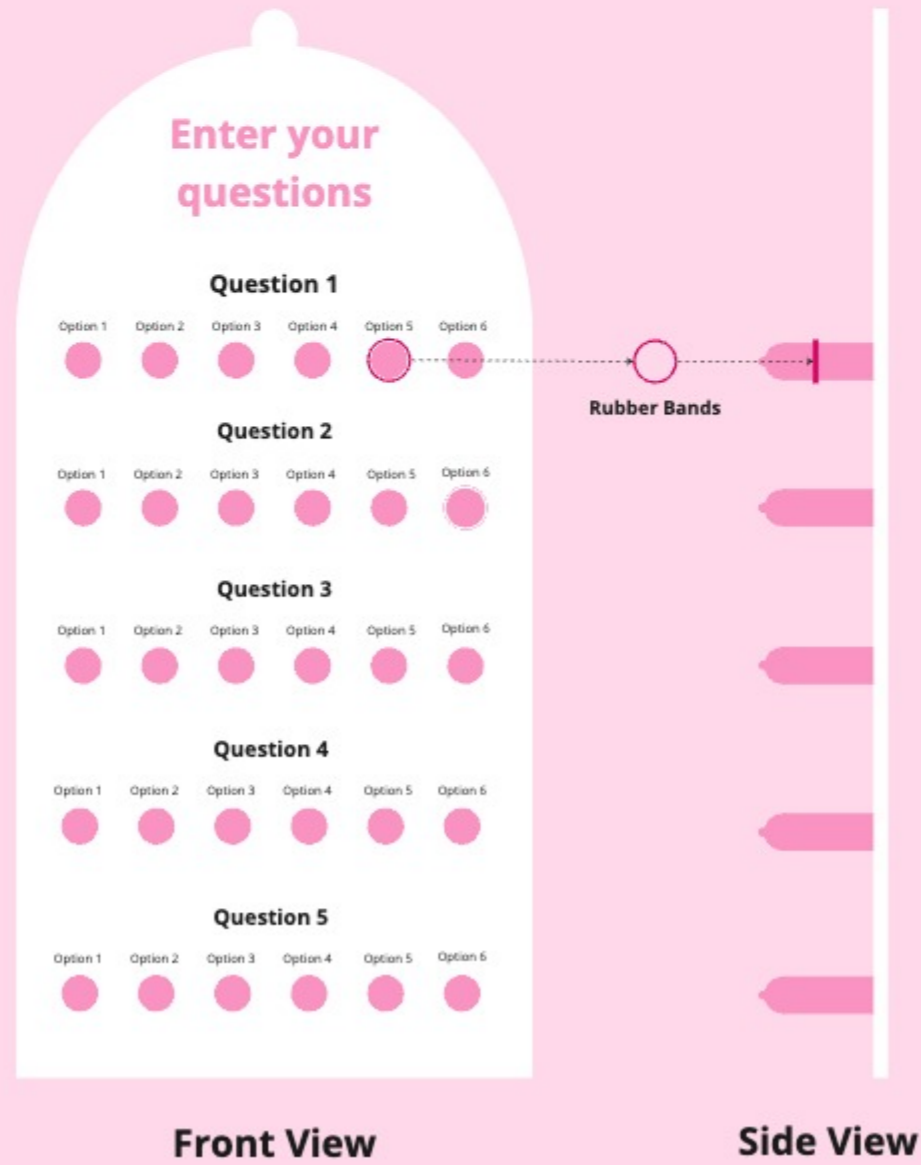 Enter your
questions
Question 1
Option 1 Option 2 Option 3 Option 4 Option 5 Option 6
Rubber Bands
Question 2
Option 1 Option 2 Option 3 Option 4 Option 5 Option 6
Question 3
Option 1 Option 2 Option 3 Option 4 Option 5 Option 6
Question 4
Option 1 Option 2 Option 3 Option 4 Option 5 Option 6
Question 5
Option 1 Option 2 Option 3 Option 4 Option 5 Option 6
Front View
Side View